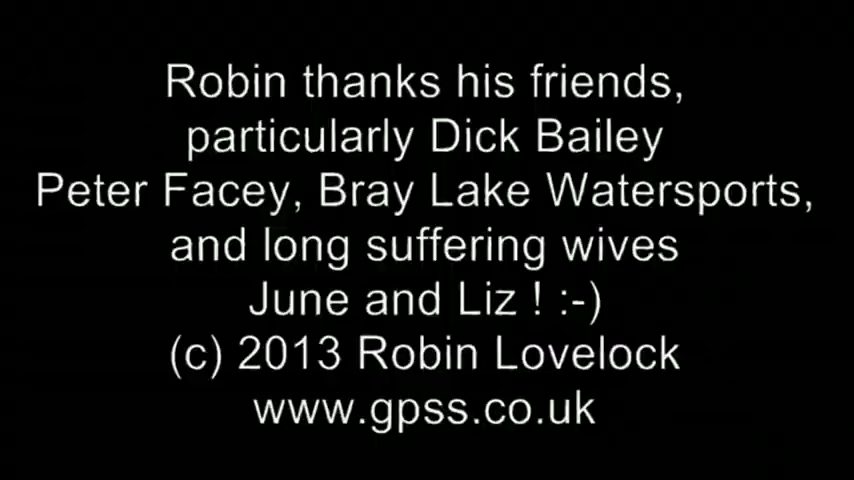 Robin thanks his friends,
particularly Dick Bailey
Peter Facey, Bray Lake Watersports,
and long suffering wives
June and Liz ! :-)
(c) 2013 Robin Lovelock
www.gpss.co.uk